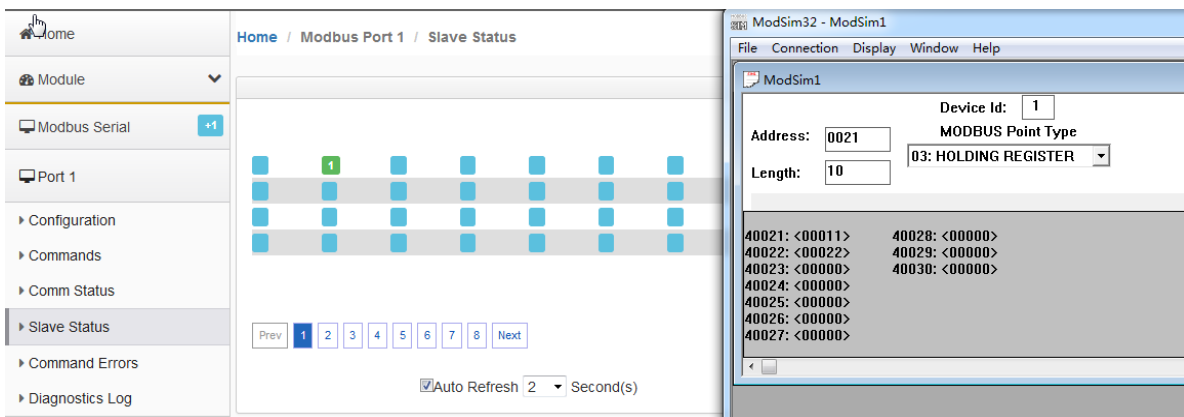 Home
Module
Modbus Serial +1
Port 1
Configuration
Commands
Comm Status
Slave Status
Command Errors
Diagnostics Log
Home / Modbus Port 1 / Slave Status
1
Prev 1 2 3 4 5 6 7 8 Next
Auto Refresh 2 Second(s)
ModSim32 - ModSim1
File Connection Display Window Help
ModSim1
Device Id: 1
Address: 0021
MODBUS Point Type
03: HOLDING REGISTER
Length: 10
40021: <00011> 40028: <00000>
40022: <00022> 40029: <00000>
40023: <00000> 40030: <00000>
40024: <00000>
40025: <00000>
40026: <00000>
40027: <00000>